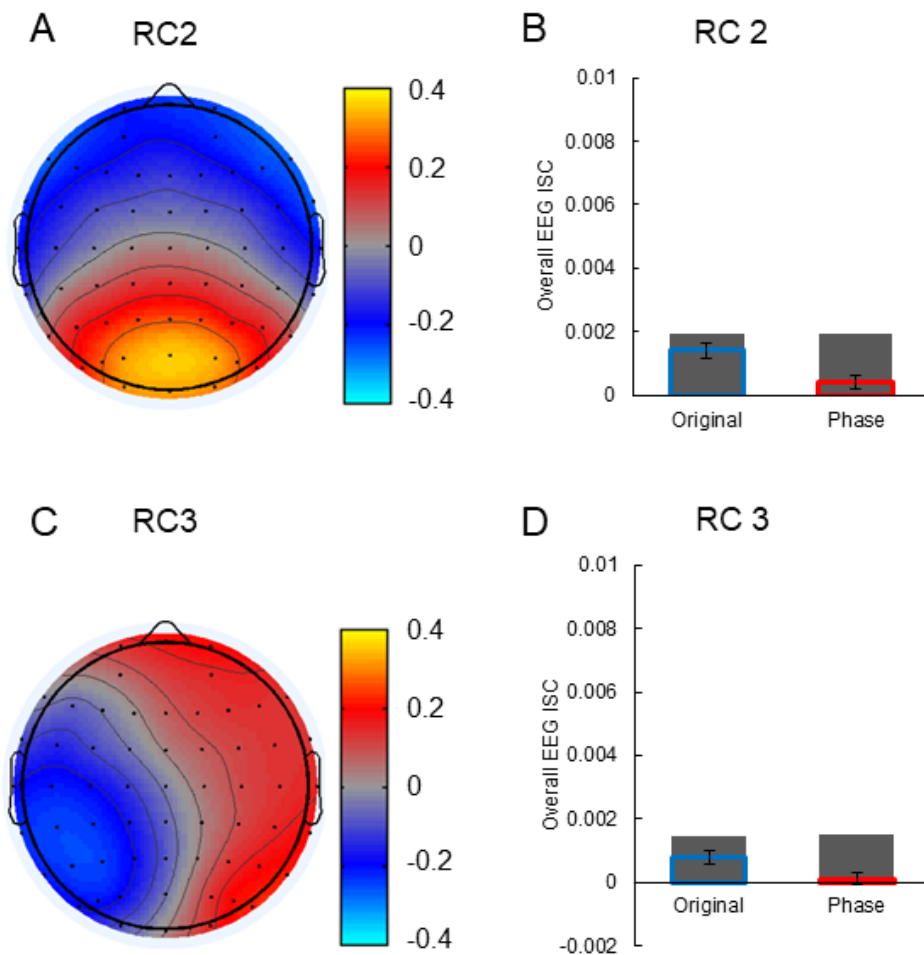 A
RC2
0.4
0.2
0
-0.2
-0.4
B
RC 2
Overall EEG ISC
0.01
0.008
0.006
0.004
0.002
0
Original
Phase
C
RC3
0.4
0.2
0
-0.2
-0.4
D
RC 3
Overall EEG ISC
0.01
0.008
0.006
0.004
0.002
0
-0.002
Original
Phase